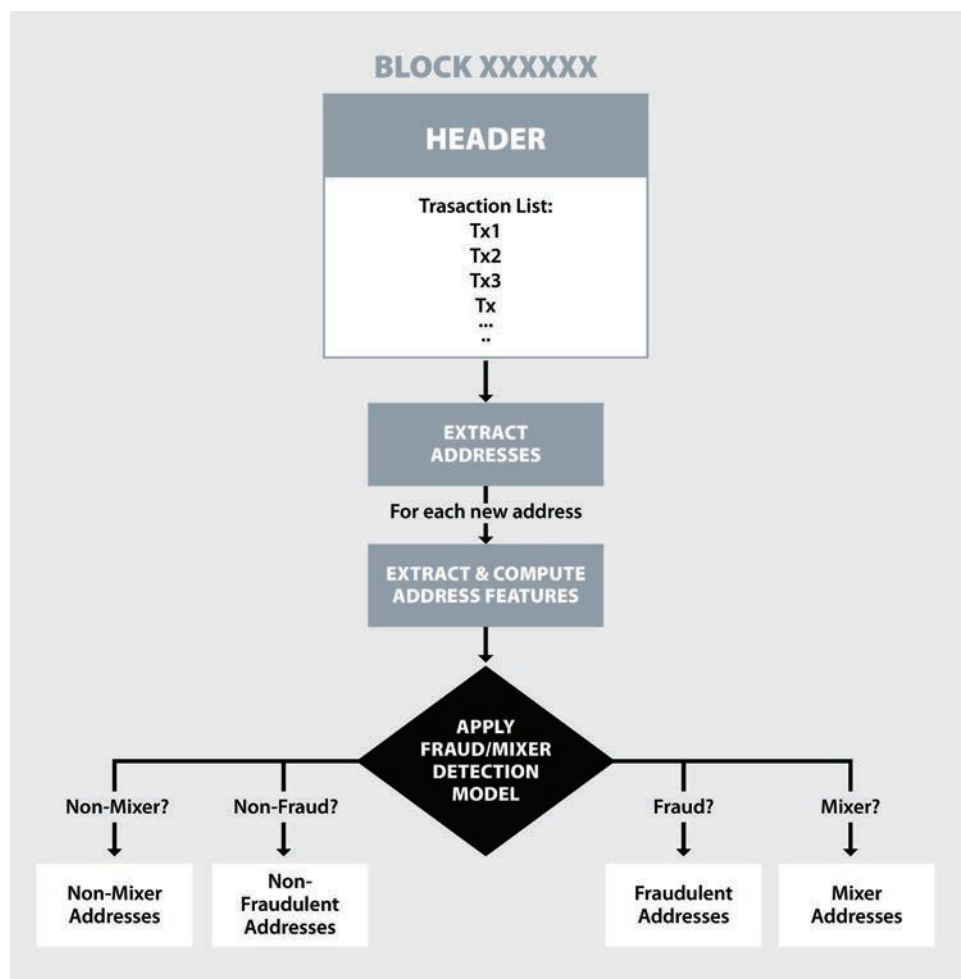 BLOCK XXXXXX
HEADER
Trasaction List:
Tx1
Tx2
Tx3
Tx
...
..
EXTRACT
ADDRESSES
For each new address
EXTRACT & COMPUTE
ADDRESS FEATURES
APPLY
FRAUD/MIXER
DETECTION
MODEL
Non-Mixer?
Non-Fraud?
Fraud?
Mixer?
Non-Mixer
Addresses
Non-
Fraudulent
Addresses
Fraudulent
Addresses
Mixer
Addresses